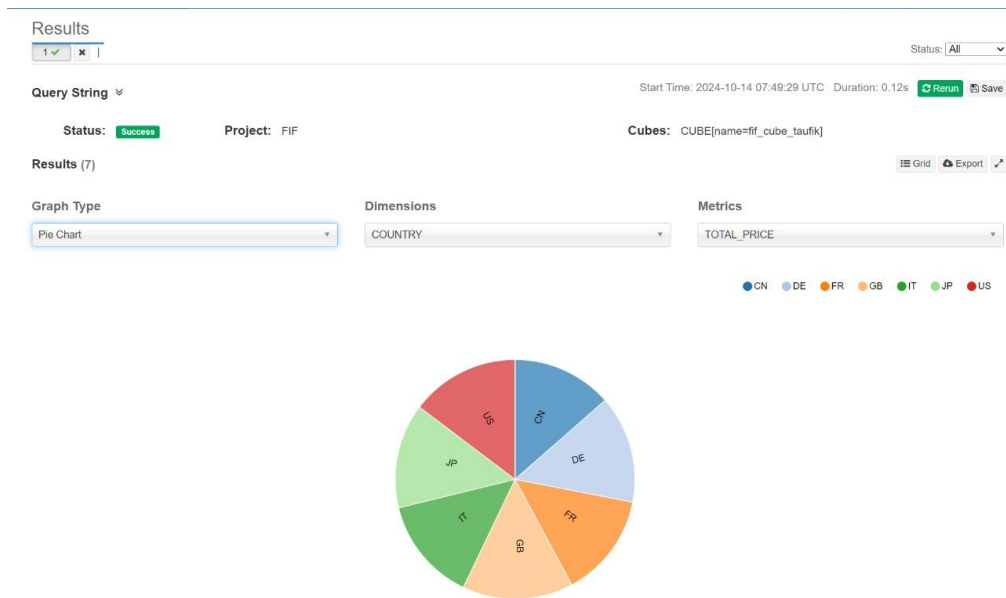 Results
1
Status: All
Query String
Start Time: 2024-10-14 07:49:29 UTC Duration: 0.12s Rerun Save
Status: Success Project: FIF Cubes: CUBE[name=fif_cube_taufik]
Results (7)
Grid Export
Graph Type Dimensions Metrics
Pie Chart COUNTRY TOTAL_PRICE
CN DE FR GB IT JP US
US CN
JP DE
IT FR
GB